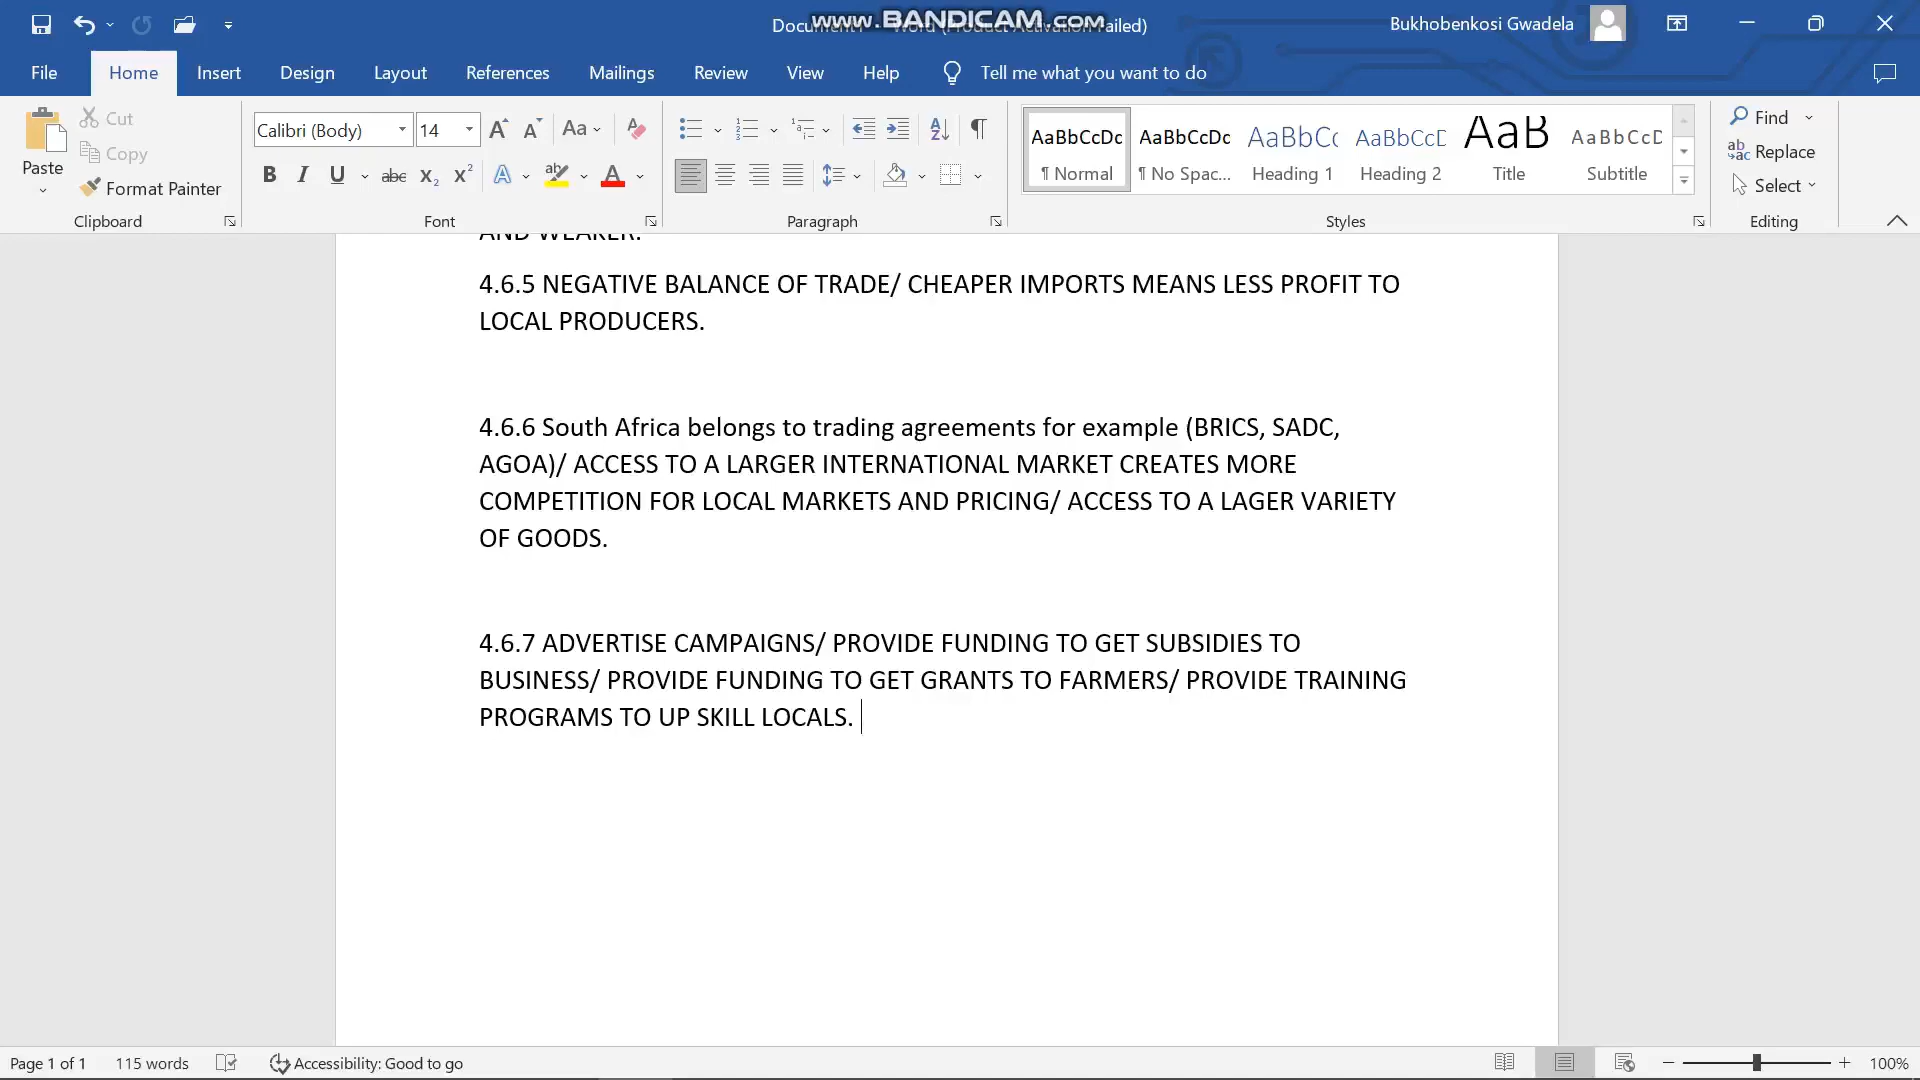 www.BANDICAM.com
Document1 - Word (Product Activation Failed)
Bukhobenkosi Gwadela
File Home Insert Design Layout References Mailings Review View Help Tell me what you want to do
Paste
Cut
Copy
Format Painter
Clipboard
Calibri (Body) 14
Font
Paragraph
AaBbCcDc AaBbCcDc AaBbCc AaBbCcD AaB AaBbCcD
¶ Normal ¶ No Spac... Heading 1 Heading 2 Title Subtitle
Styles
Find
Replace
Select
Editing
AND WEAKER.
4.6.5 NEGATIVE BALANCE OF TRADE/ CHEAPER IMPORTS MEANS LESS PROFIT TO
LOCAL PRODUCERS.
4.6.6 South Africa belongs to trading agreements for example (BRICS, SADC,
AGOA)/ ACCESS TO A LARGER INTERNATIONAL MARKET CREATES MORE
COMPETITION FOR LOCAL MARKETS AND PRICING/ ACCESS TO A LAGER VARIETY
OF GOODS.
4.6.7 ADVERTISE CAMPAIGNS/ PROVIDE FUNDING TO GET SUBSIDIES TO
BUSINESS/ PROVIDE FUNDING TO GET GRANTS TO FARMERS/ PROVIDE TRAINING
PROGRAMS TO UP SKILL LOCALS.
Page 1 of 1 115 words Accessibility: Good to go 100%